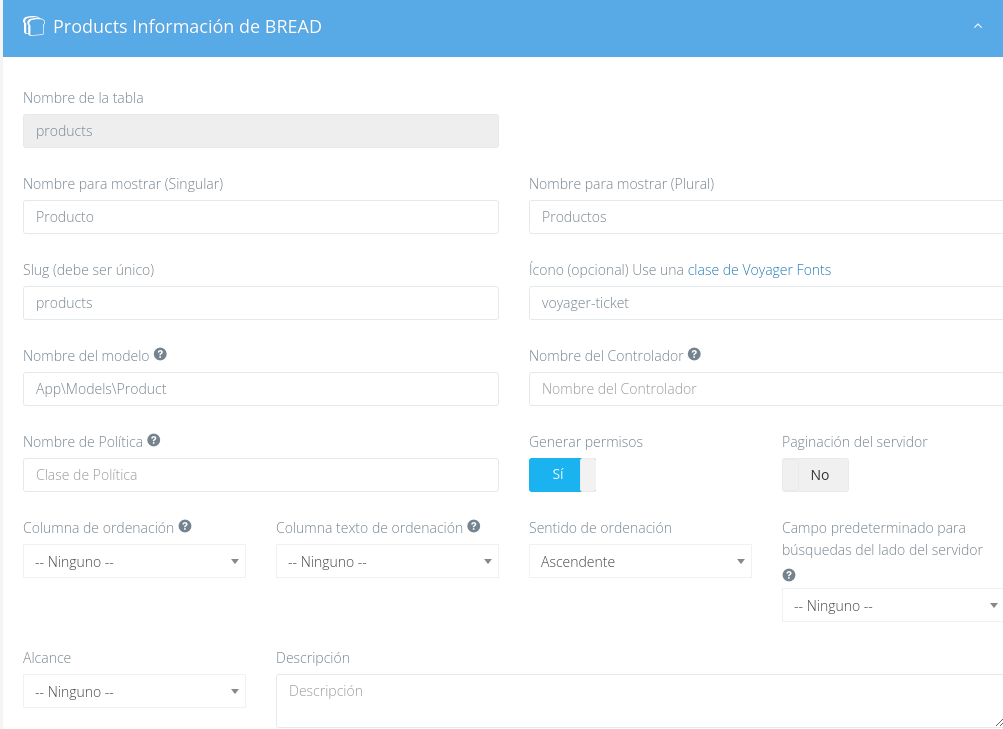 Products Información de BREAD
Nombre de la tabla
products
Nombre para mostrar (Singular)
Nombre para mostrar (Plural)
Producto
Productos
Slug (debe ser único)
Ícono (opcional) Use una clase de Voyager Fonts
products
voyager-ticket
Nombre del modelo ?
Nombre del Controlador ?
App\Models\Product
Nombre del Controlador
Nombre de Política ?
Generar permisos
Paginación del servidor
Clase de Política
Sí
No
Columna de ordenación ?
Columna texto de ordenación ?
Sentido de ordenación
Campo predeterminado para
búsquedas del lado del servidor
?
-- Ninguno --
-- Ninguno --
Ascendente
-- Ninguno --
Alcance
Descripción
-- Ninguno --
Descripción